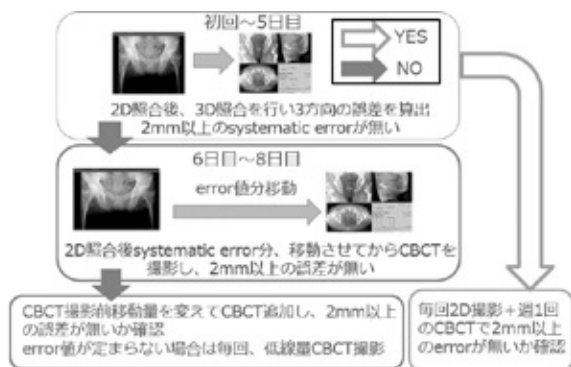 初回～5日目
YES
NO
2D照合後、3D照合を行い3方向の誤差を算出
2mm以上のsystematic errorが無い
6日目～8日目
error値分移動
2D照合後systematic error分、移動させてからCBCTを
撮影し、2mm以上の誤差が無い
CBCT撮影前移動量を変えてCBCT追加し、2mm以上
の誤差が無いか確認
error値が定まらない場合は毎回、低線量CBCT撮影
毎回2D撮影+週1回
のCBCTで2mm以上
のerrorが無いか確認